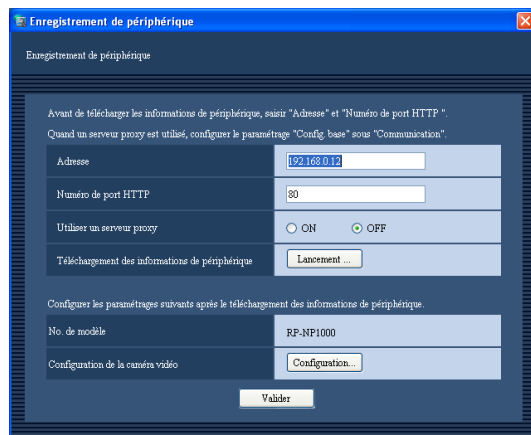 Enregistrement de périphérique
Enregistrement de périphérique
Avant de télécharger les informations de périphérique, saisir "Adresse" et "Numéro de port HTTP ".
Quand un serveur proxy est utilisé, configurer le paramétrage "Config. base" sous "Communication".
Adresse 192.168.0.12
Numéro de port HTTP 80
Utiliser un serveur proxy ON OFF
Téléchargement des informations de périphérique Lancement ...
Configurer les paramétrages suivants après le téléchargement des informations de périphérique.
No. de modèle RP-NP1000
Configuration de la caméra vidéo Configuration...
Valider